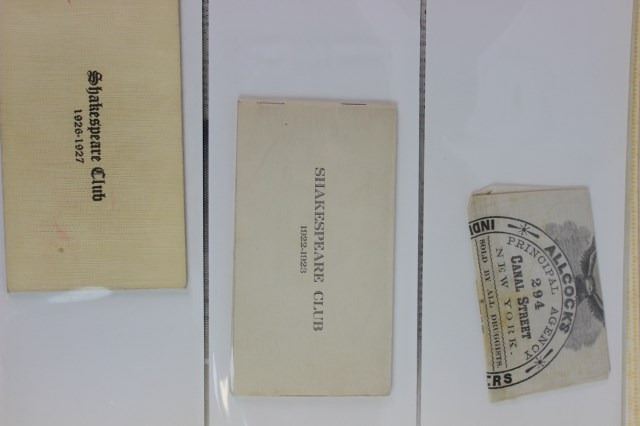 Shakespeare Club
1926-1927
SHAKESPEARE CLUB
1922-1923
ALLCOCKS
PRINCIPAL AGENCY
294
CANAL STREET
NEW YORK.
SOLD BY ALL DRUGGISTS.